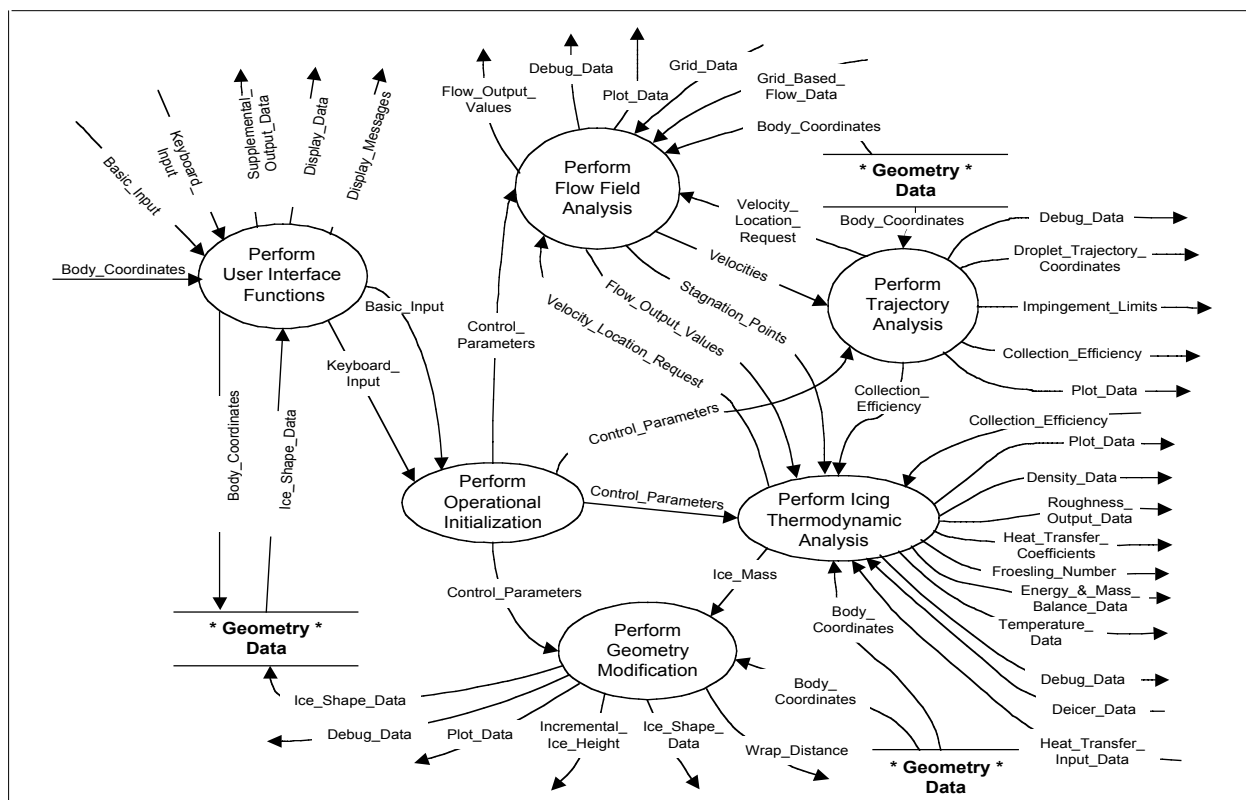 Flow_Output_
Values
Debug_Data
Plot_Data
Grid_Data
Grid_Based_
Flow_Data
Body_Coordinates
Basic_Input
Keyboard_
Input
Supplemental_
Output_Data
Display_Data
Display_Messages
Perform
Flow Field
Analysis
* Geometry *
Data
Velocity_
Location_
Request
Body_Coordinates
Debug_Data
Droplet_Trajectory_
Coordinates
Impingement_Limits
Collection_Efficiency
Plot_Data
Body_Coordinates
Perform
User Interface
Functions
Perform
Trajectory
Analysis
Velocities
Stagnation_Points
Flow_Output_Values
Velocity_Location_Request
Basic_Input
Control_
Parameters
Keyboard_
Input
Body_Coordinates
Ice_Shape_Data
Collection_
Efficiency
Control_Parameters
Collection_Efficiency
Plot_Data
Density_Data
Roughness_
Output_Data
Heat_Transfer_
Coefficients
Froesling_Number
Energy_&_Mass_
Balance_Data
Temperature_
Data
Debug_Data
Deicer_Data
Heat_Transfer_
Input_Data
Perform
Operational
Initialization
Control_Parameters
Perform Icing
Thermodynamic
Analysis
Control_Parameters
Ice_Mass
Body_
Coordinates
* Geometry *
Data
Perform
Geometry
Modification
Body_
Coordinates
Ice_Shape_Data
Debug_Data
Plot_Data
Incremental_
Ice_Height
Ice_Shape_
Data
Wrap_Distance
* Geometry *
Data